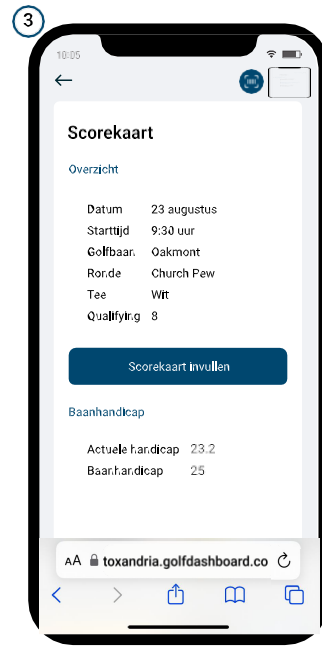 3
10:05
Scorekaart
Overzicht
Datum 23 augustus
Starttijd 9:30 uur
Golfbaan Oakmont
Ronde Church Pew
Tee Wit
Qualifying 8
Scorekaart invullen
Baanhandicap
Actuele handicap 23.2
Baanhandicap 25
AA toxandria.golfdashboard.co